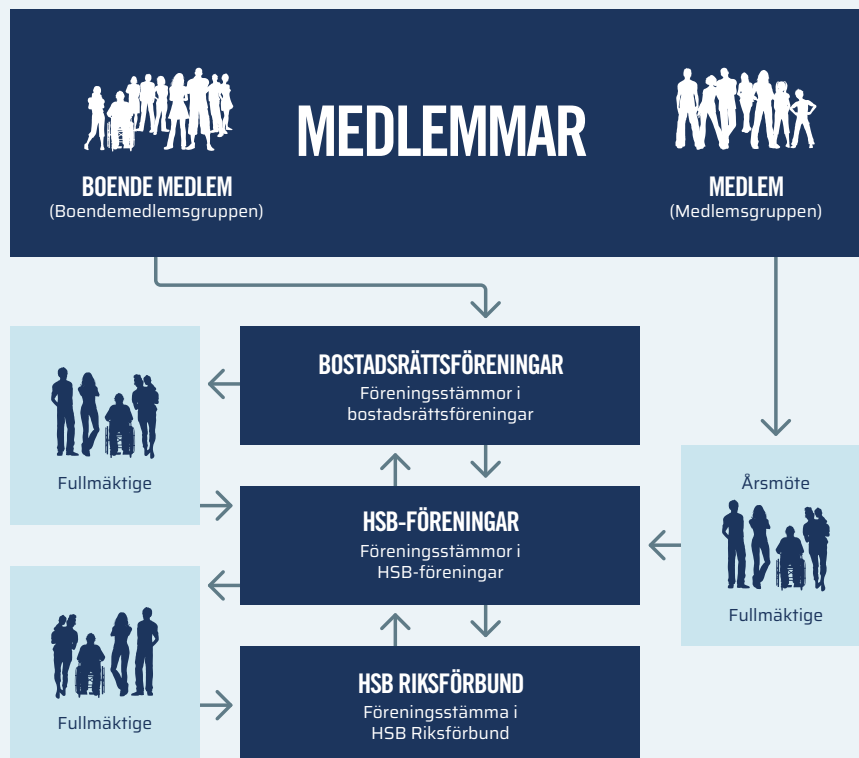 MEDLEMMAR
BOENDE MEDLEM
(Boendemedlemsgruppen)
MEDLEM
(Medlemsgruppen)
BOSTADSRÄTTSFÖRENINGAR
Föreningsstämmor i
bostadsrättsföreningar
Fullmäktige
HSB-FÖRENINGAR
Föreningsstämmor i
HSB-föreningar
Årsmöte
Fullmäktige
HSB RIKSFÖRBUND
Föreningsstämma i
HSB Riksförbund
Fullmäktige